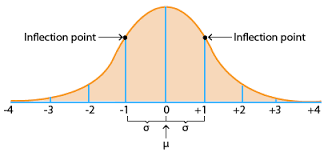 Inflection point
Inflection point
-4 -3 -2 -1 0 +1 +2 +3 +4
σ σ
μ